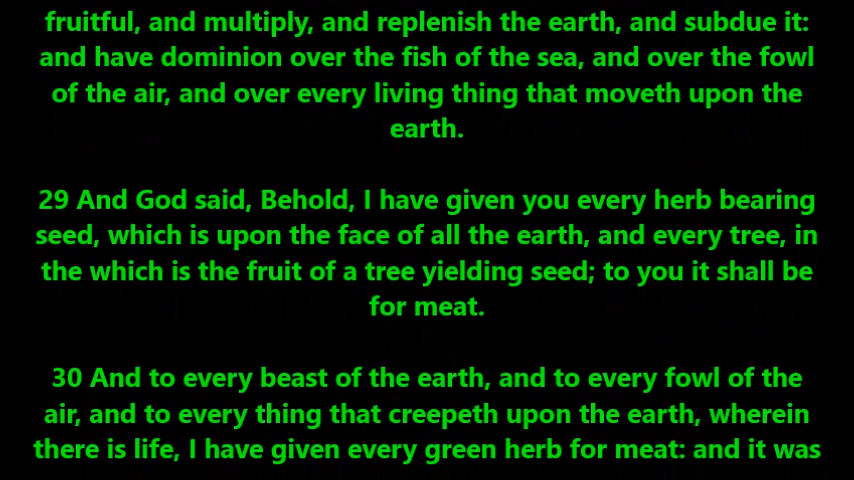 fruitful, and multiply, and replenish the earth, and subdue it:
and have dominion over the fish of the sea, and over the fowl
of the air, and over every living thing that moveth upon the
earth.
29 And God said, Behold, I have given you every herb bearing
seed, which is upon the face of all the earth, and every tree, in
the which is the fruit of a tree yielding seed; to you it shall be
for meat.
30 And to every beast of the earth, and to every fowl of the
air, and to every thing that creepeth upon the earth, wherein
there is life, I have given every green herb for meat: and it was